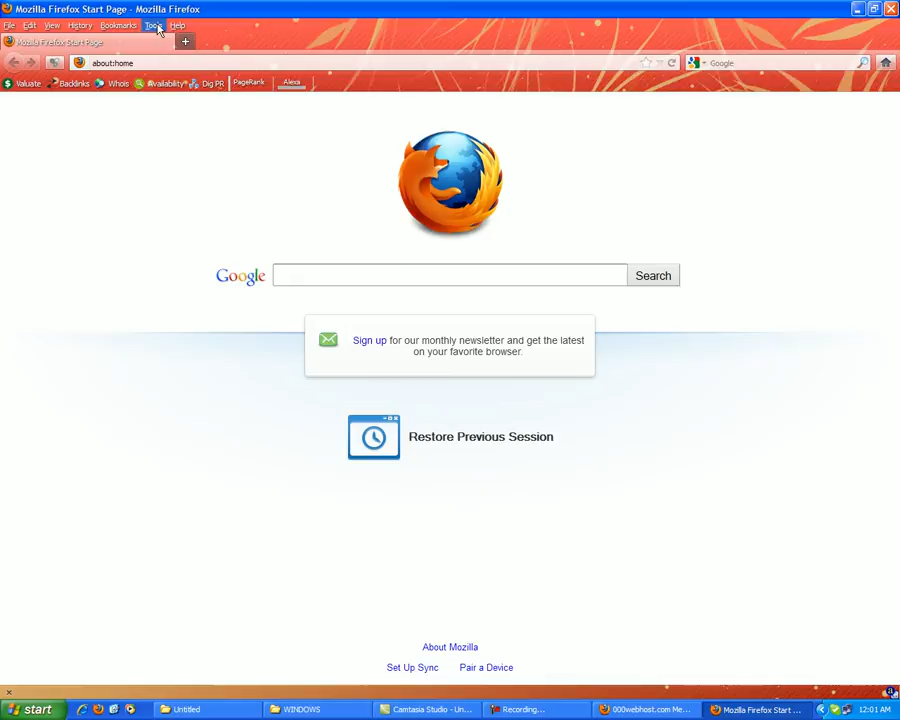 Mozilla Firefox Start Page - Mozilla Firefox
File Edit View History Bookmarks Tools Help
Mozilla Firefox Start Page
about:home Google
Valuate Backlinks Whois Availability Dig PR PageRank Alexa
Google Search
Sign up for our monthly newsletter and get the latest
on your favorite browser.
Restore Previous Session
About Mozilla
Set Up Sync Pair a Device
start Untitled WINDOWS Camtasia Studio - Un... Recording... 000webhost.com Me... Mozilla Firefox Start ... 12:01 AM